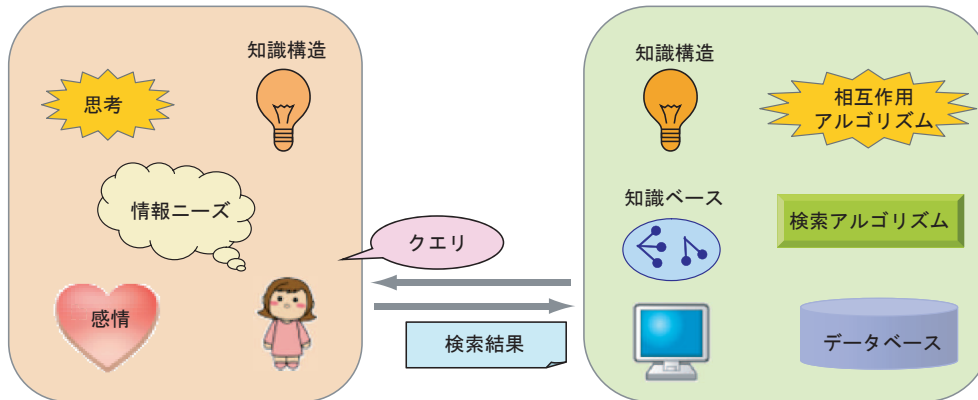 知識構造
思考
情報ニーズ
感情
クエリ
検索結果
知識構造
相互作用
アルゴリズム
知識ベース
検索アルゴリズム
データベース